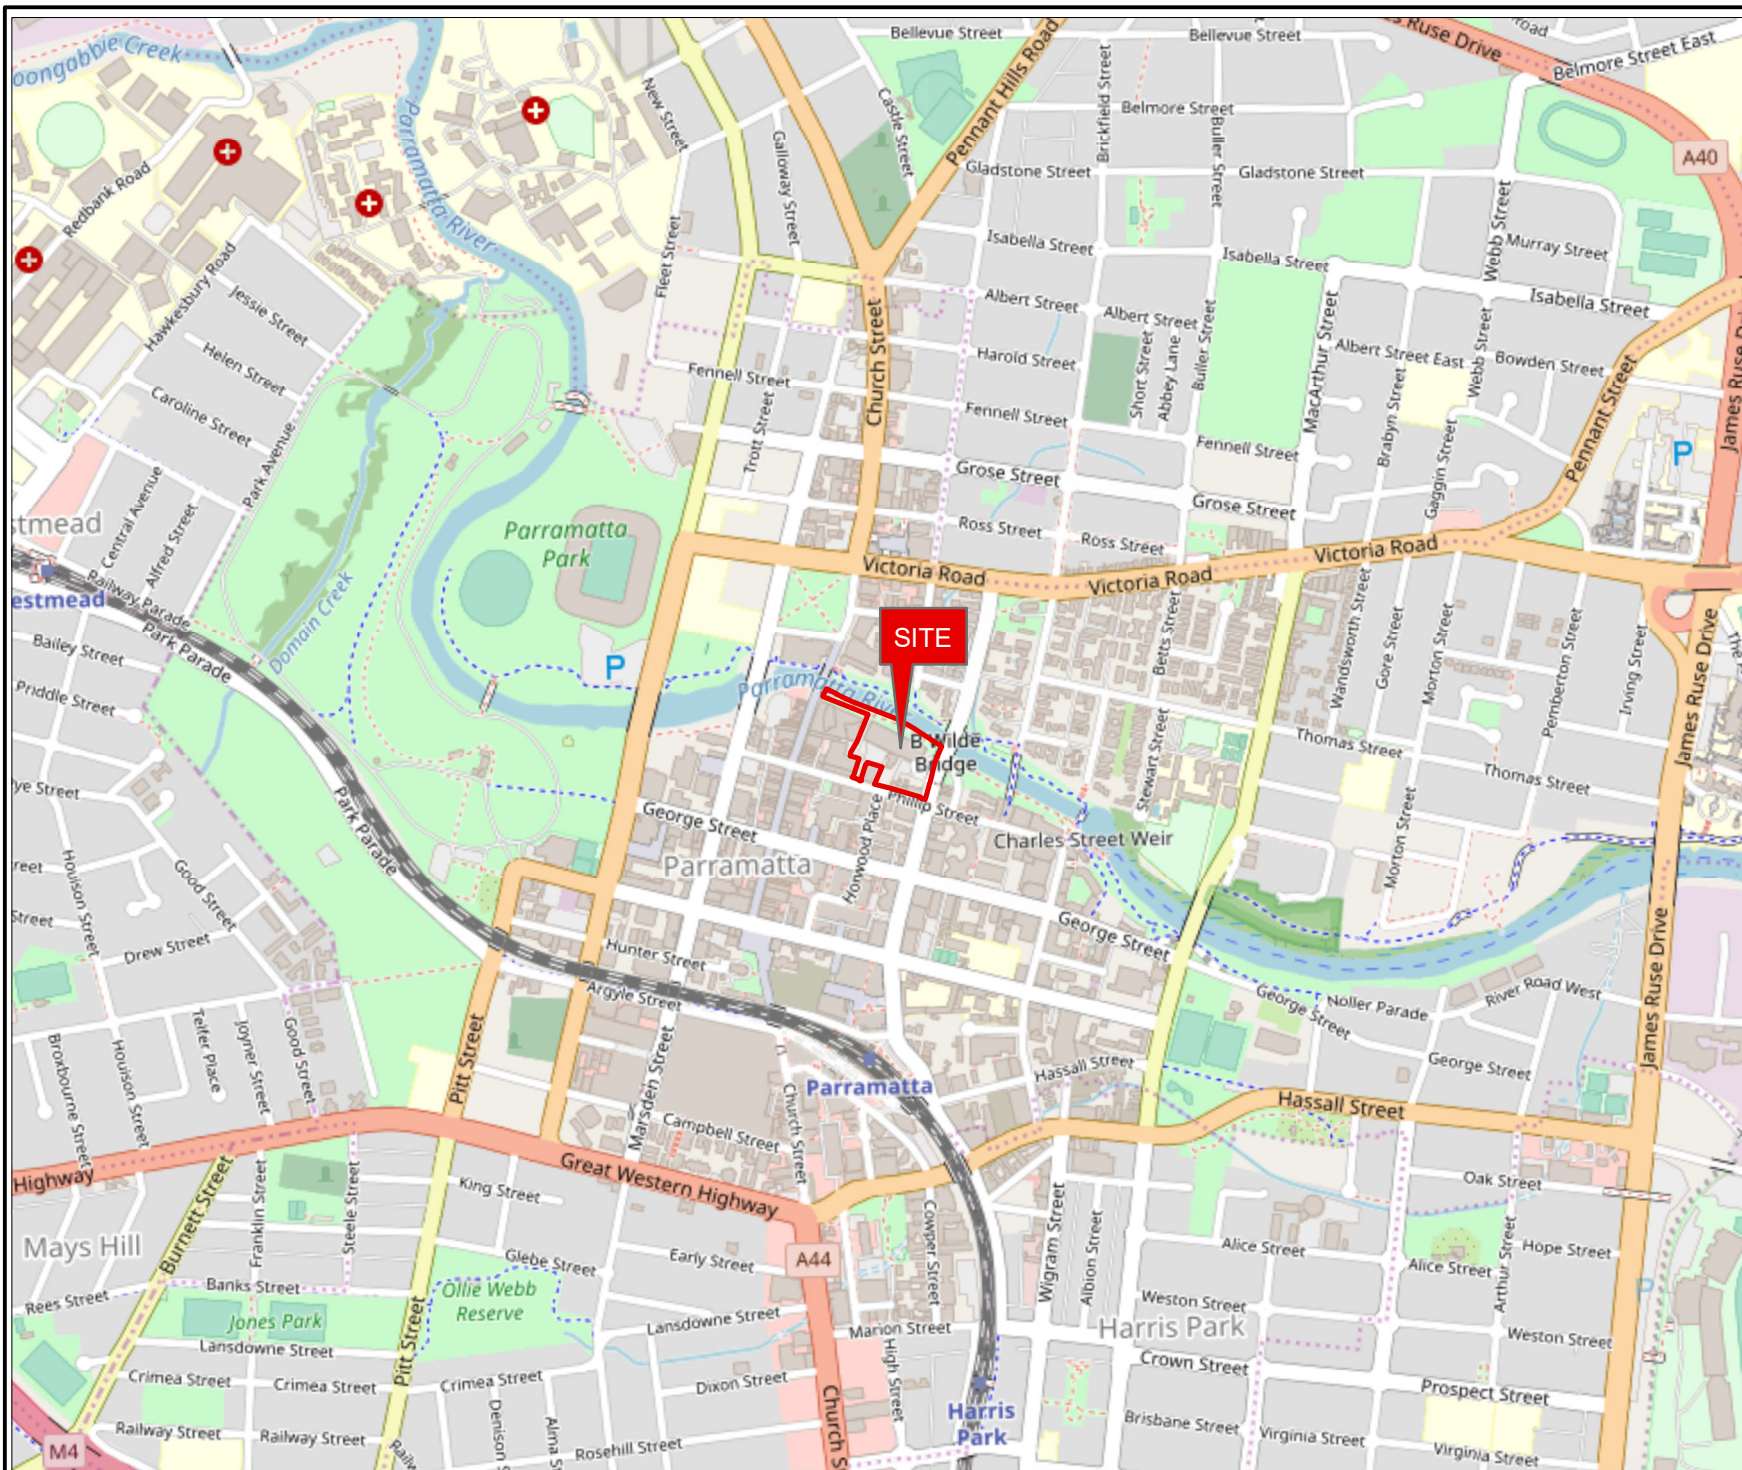 oongabbie Creek
Bellevue Street
Bellevue Street
s Ruse Drive
Road
Belmore Street East
New Street
Castle Street
Pennant Hills Road
Brickfield Street
Belmore Street
Buller Street
A40
Parramatta River
Galloway Street
Gladstone Street
Gladstone Street
Redbank Road
Webb Street
Hawkesbury Road
Fleet Street
Isabella Street
Isabella Street
Murray Street
Jessie Street
Albert Street
Albert Street
Isabella Street
Helen Street
Church Street
Harold Street
Short Street
Abbey Lane
Buller Street
MacArthur Street
Albert Street East
Webb Street
Bowden Street
James Ruse D
Caroline Street
Park Avenue
Fennell Street
Trott Street
Fennell Street
Fennell Street
Brabyn Street
Gaggin Street
Pennant Street
P
stmead
Central Avenue
Alfred Street
Parramatta
Park
Grose Street
Grose Street
Ross Street
Ross Street
Victoria Road
Victoria Road
Victoria Road
estmead
Railway Parade
Park Parade
Domain Creek
Bailey Street
Priddle Street
P
SITE
Parramatta River
B Wilde
Bridge
Betts Street
Stewart Street
Wandsworth Street
Gore Street
Morton Street
Pemberton Street
Irving Street
James Ruse Drive
Thomas Street
Thomas Street
ye Street
Park Parade
George Street
Phillip Street
Horwood Place
Charles Street Weir
Morton Street
Parramatta
reet
Street
Houison Street
Good Street
Drew Street
Hunter Street
George Street
Argyle Street
George Street
Noller Parade
River Road West
James Ruse Drive
Telfer Place
Joyner Street
Good Street
Broxbourne Street
Houison Street
Pitt Street
Marsden Street
Parramatta
Hassall Street
George Street
Church Street
Campbell Street
Hassall Street
Highway
Great Western Highway
King Street
Oak Street
Mays Hill
Burnett Street
Franklin Street
Steele Street
Glebe Street
Early Street
A44
Cowper Street
Wigram Street
Albion Street
Alice Street
Alice Street
Arthur Street
Hope Street
P
Banks Street
Rees Street
Ollie Webb
Reserve
Jones Park
Lansdowne Street
Lansdowne Street
Marion Street
High Street
Harris Park
Weston Street
Weston Street
Crown Street
Pitt Street
Crimea Street
Crimea Street
Crimea Street
Dixon Street
Prospect Street
Harris
Park
Brisbane Street
Virginia Street
Virginia Street
M4
Railway Street
Railway Street
Railw
Denison S
Alma S
Rosehill Street
Church S